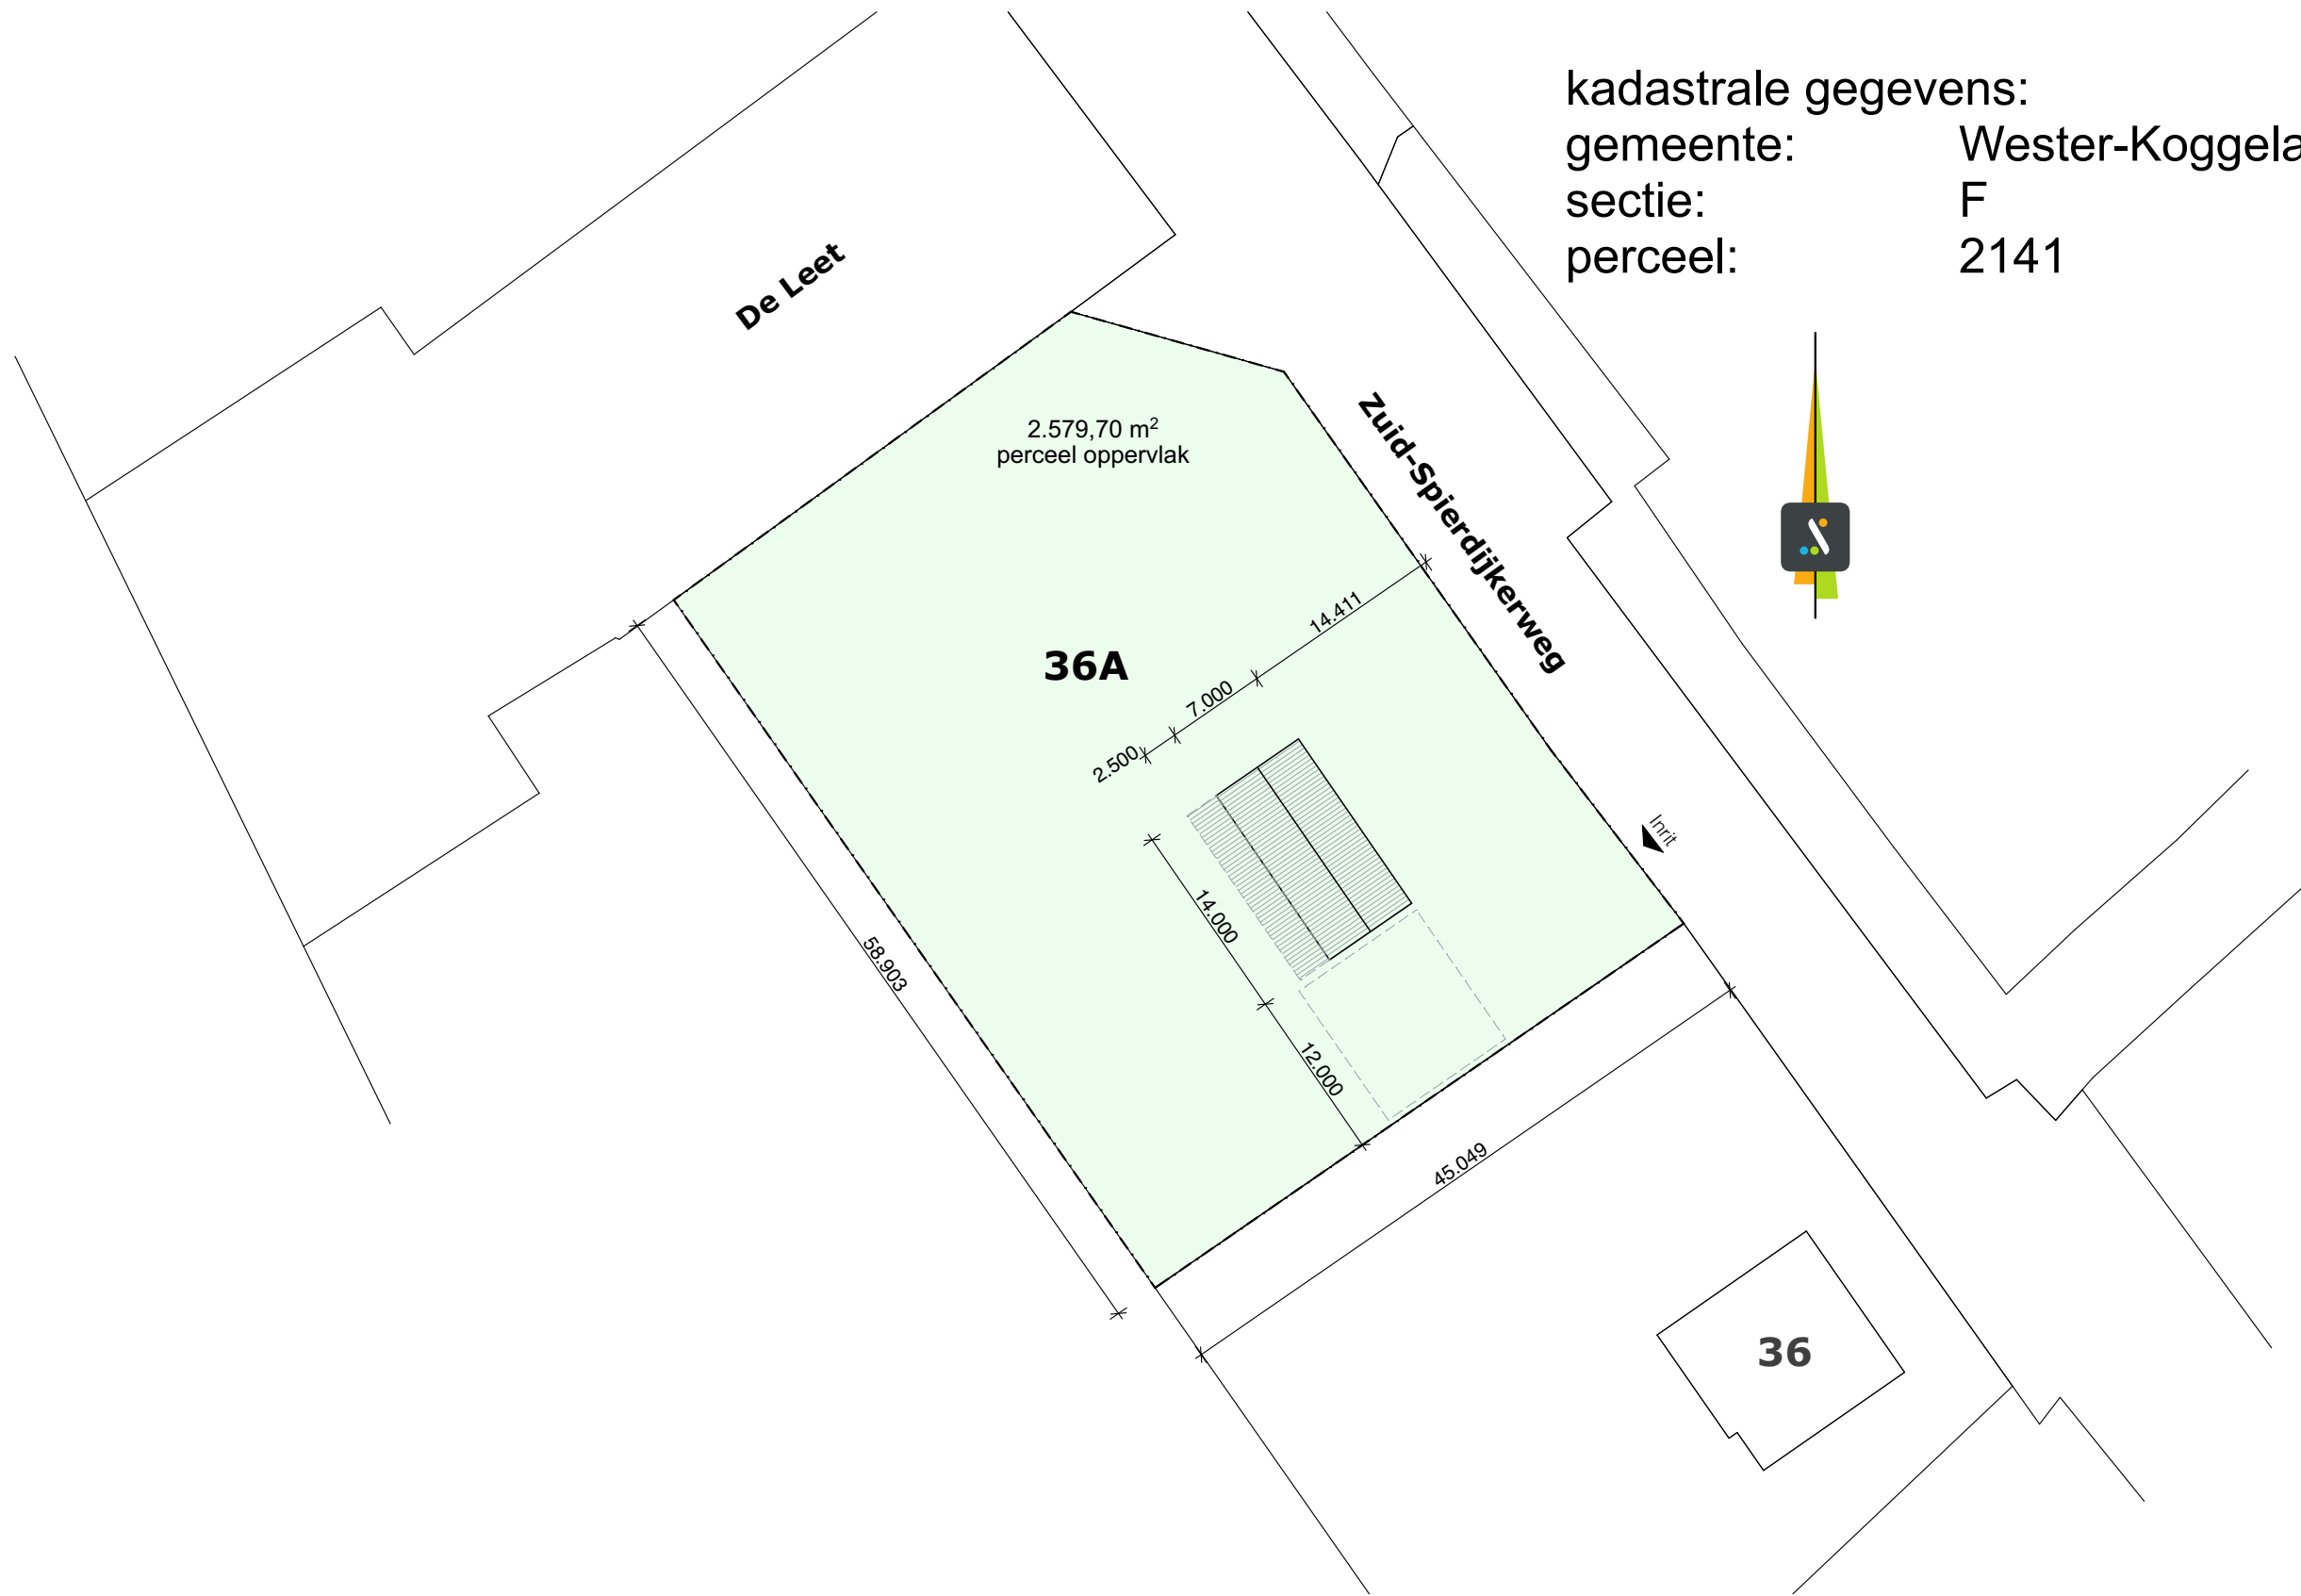 kadastrale gegevens:
gemeente: Wester-Koggela
sectie: F
perceel: 2141
De Leet
2.579,70 m²
perceel oppervlak
Zuid-Spierdijkerweg
14.411
36A
7.000
2.500
Inrit
14.000
58.903
12.000
45.049
36